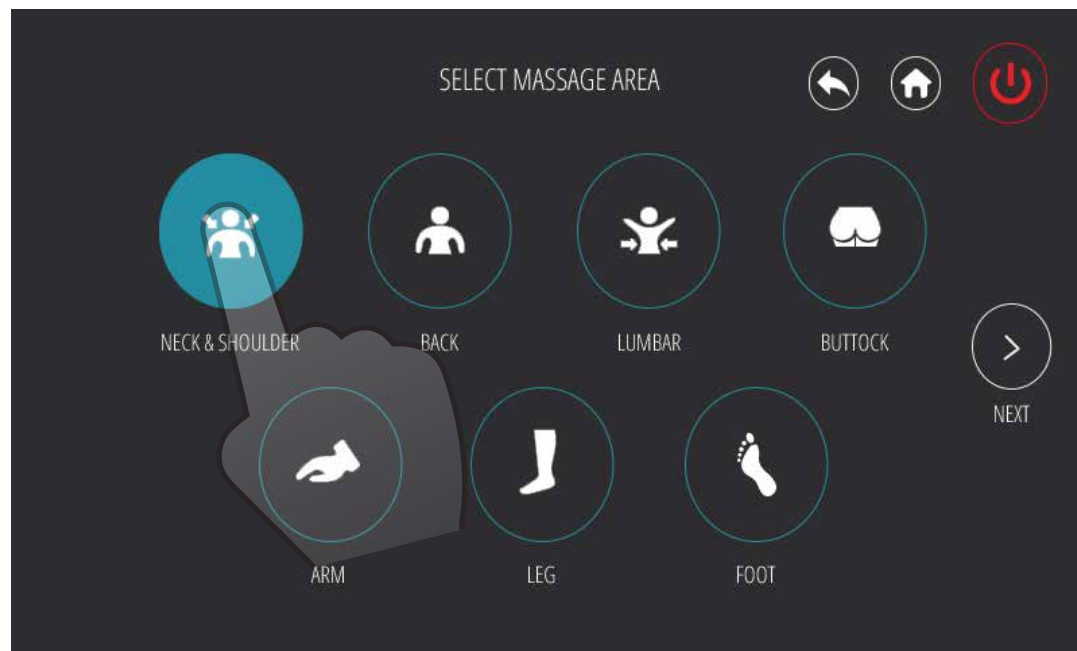 SELECT MASSAGE AREA
NECK & SHOULDER
BACK
LUMBAR
BUTTOCK
NEXT
ARM
LEG
FOOT